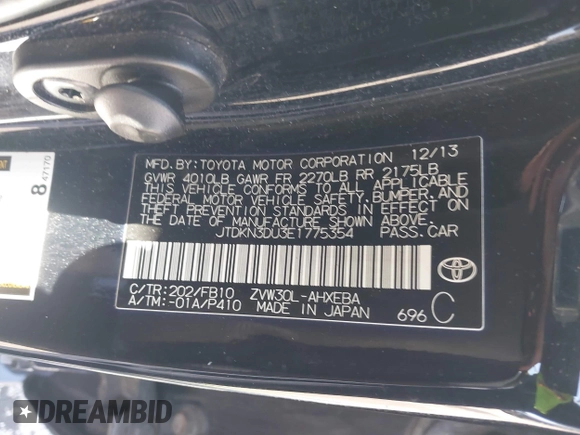 MFD. BY: TOYOTA MOTOR CORPORATION 12/13
GVWR 4010LB GAWR FR 2270LB RR 2175LB
THIS VEHICLE CONFORMS TO ALL APPLICABLE
FEDERAL MOTOR VEHICLE SAFETY, BUMPER, AND
THEFT PREVENTION STANDARDS IN EFFECT ON
THE DATE OF MANUFACTURE SHOWN ABOVE.
JTDKN3DU3E1775354 PASS. CAR
C/TR: 202/FB10 ZVW30L-AHXEBA
A/TM: -01A/P410 MADE IN JAPAN 696 C
TOYOTA
847170
DREAMBID